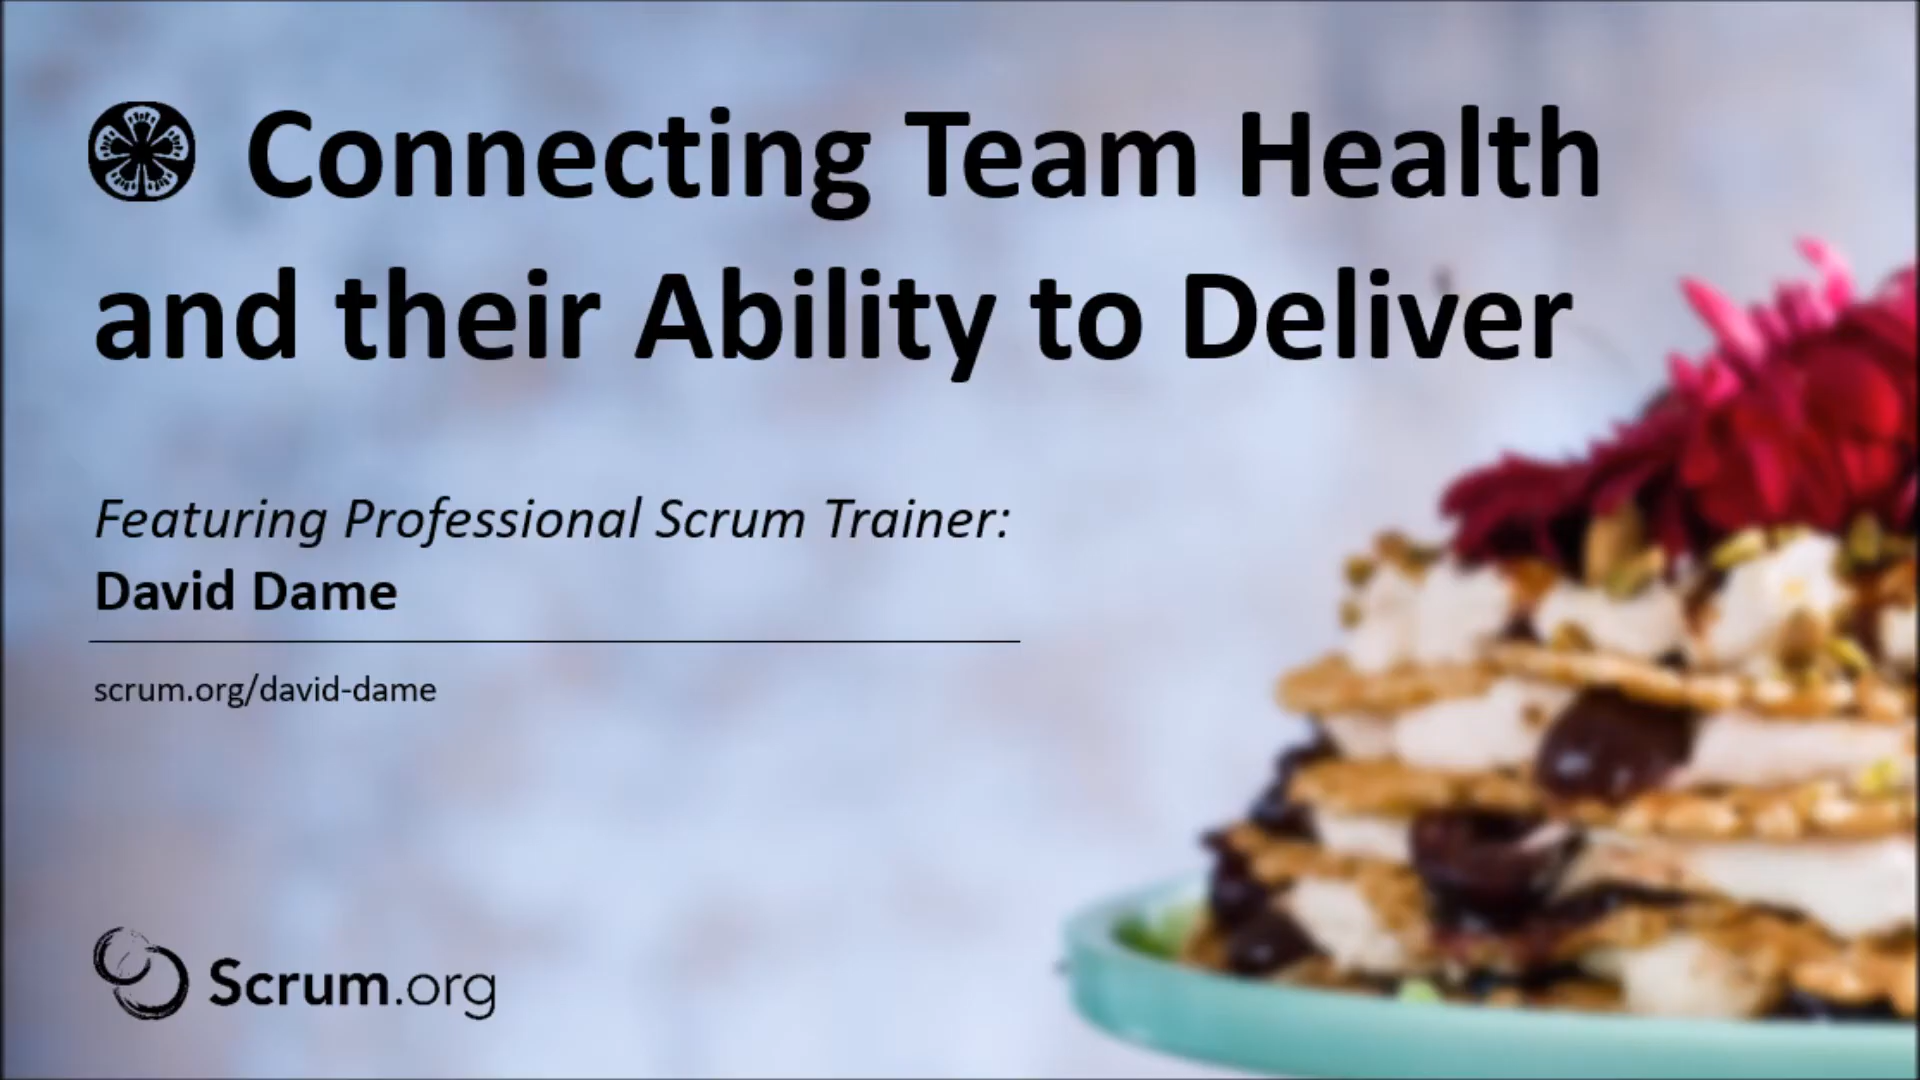 Connecting Team Health
and their Ability to Deliver
Featuring Professional Scrum Trainer:
David Dame
scrum.org/david-dame
Scrum.org